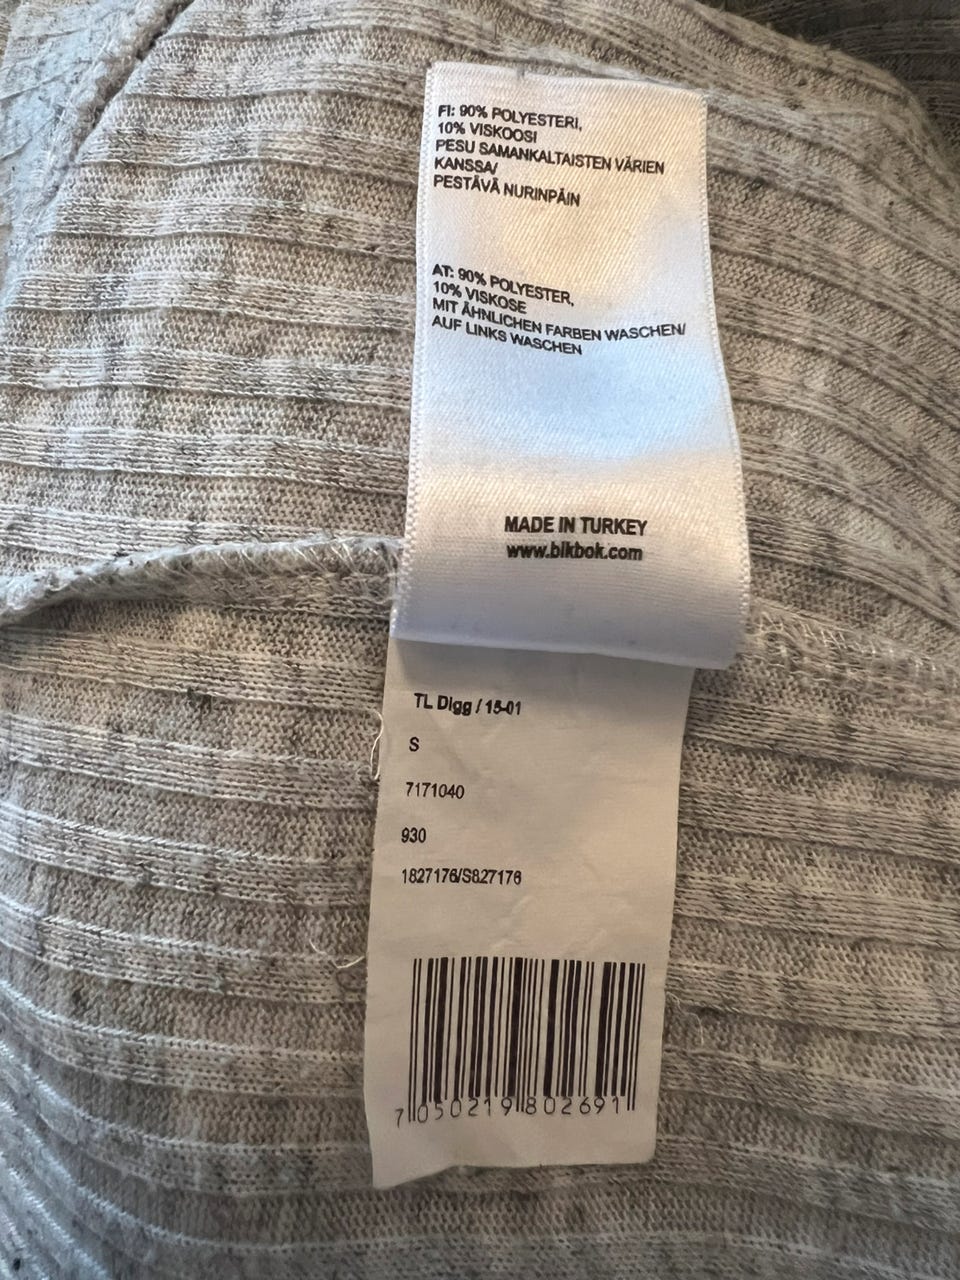 FI: 90% POLYESTERI,
10% VISKOOSI
PESU SAMANKALTAISTEN VÄRIEN
KANSSA/
PESTÄVÄ NURINPÄIN
AT: 90% POLYESTER,
10% VISKOSE
MIT ÄHNLICHEN FARBEN WASCHEN/
AUF LINKS WASCHEN
MADE IN TURKEY
www.bikbok.com
TL Digg / 15-01
S
7171040
930
1827176/S827176
7050219802691